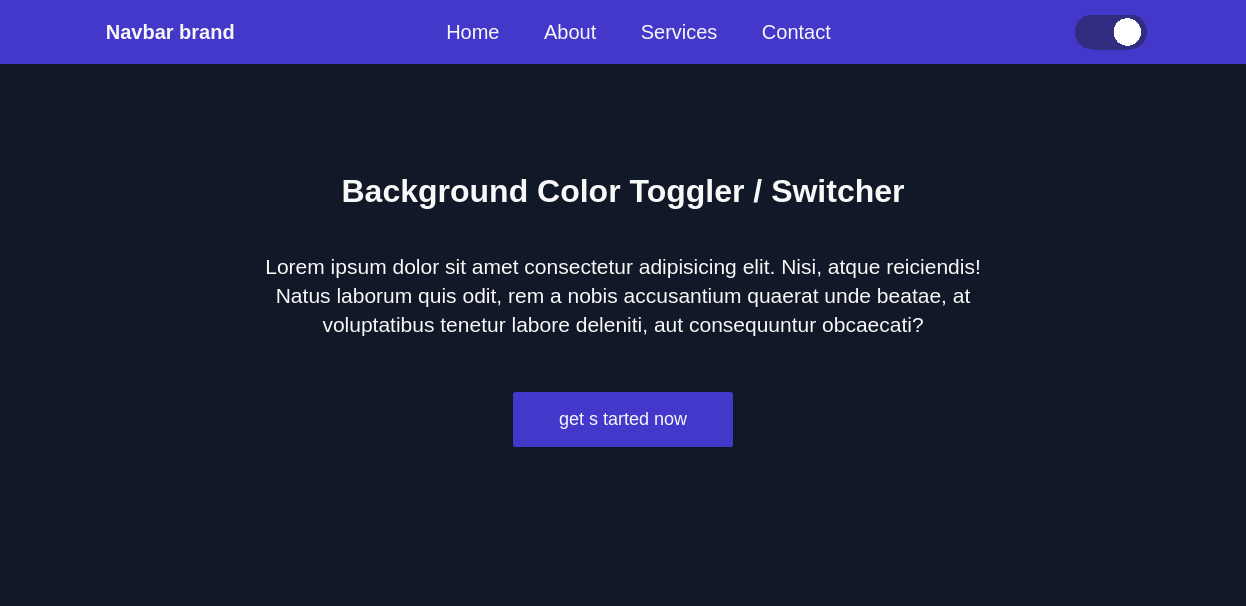 Navbar brand
Home
About
Services
Contact
Background Color Toggler / Switcher
Lorem ipsum dolor sit amet consectetur adipisicing elit. Nisi, atque reiciendis!
Natus laborum quis odit, rem a nobis accusantium quaerat unde beatae, at
voluptatibus tenetur labore deleniti, aut consequuntur obcaecati?
get s tarted now